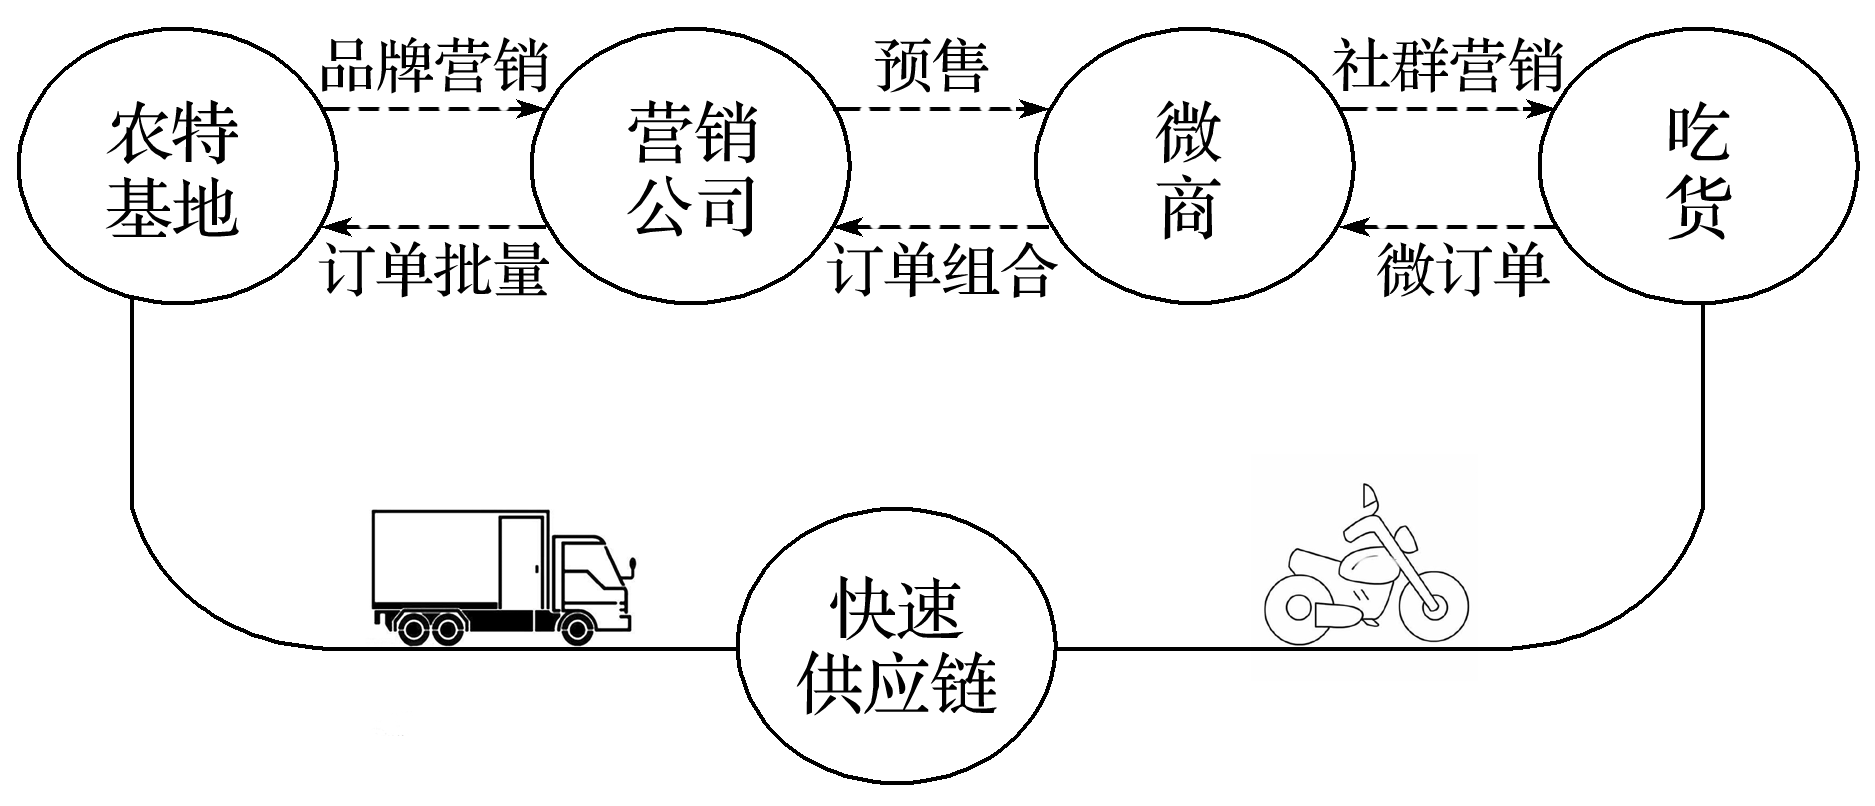 品牌营销
预售
社群营销
农特
基地
营销
公司
微
商
吃
货
订单批量
订单组合
微订单
快速
供应链